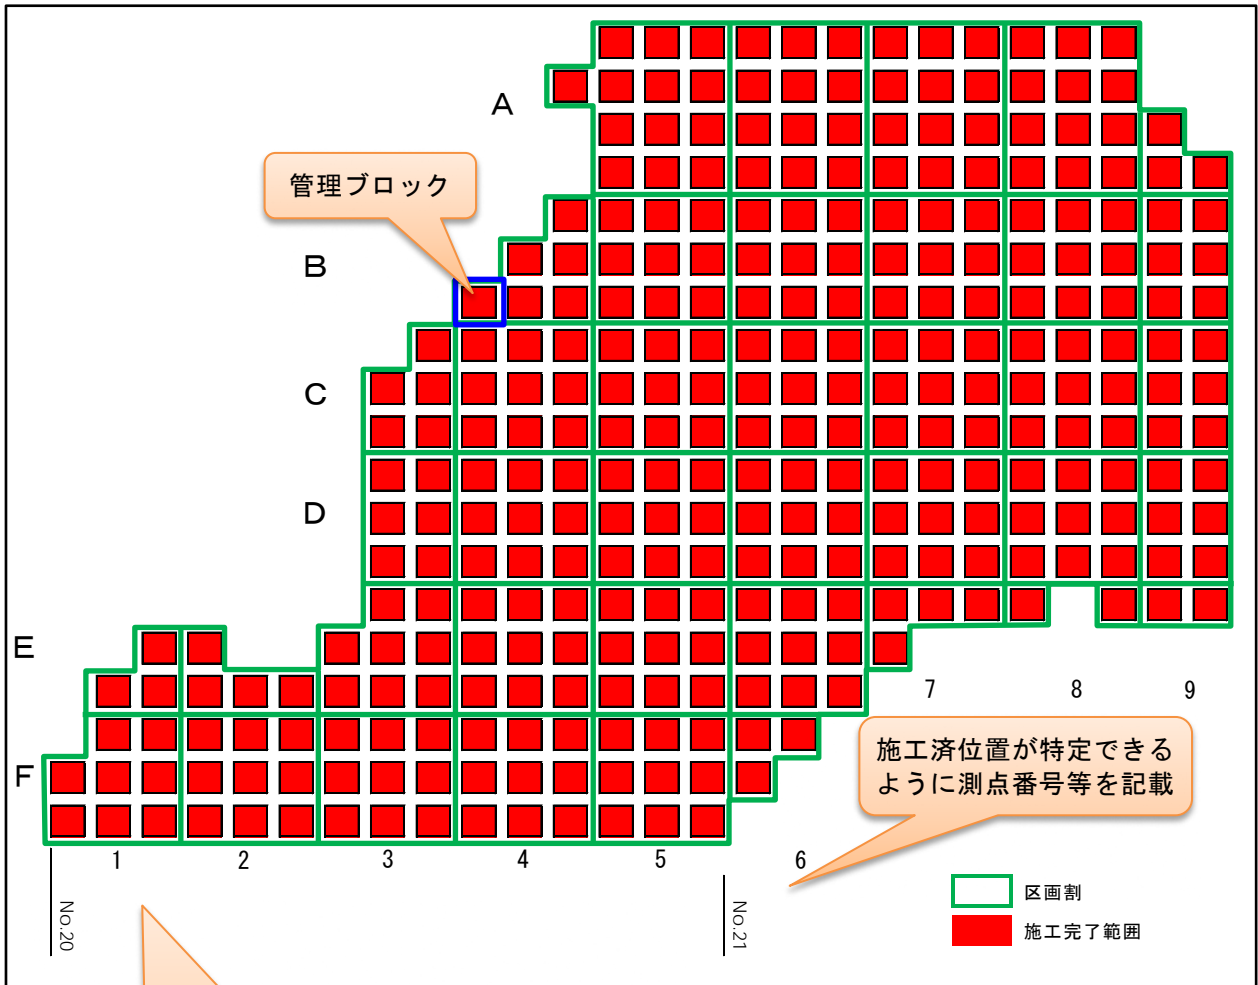 A
管理ブロック
B
C
D
E
7
8
9
施工済位置が特定できる
ように測点番号等を記載
F
1
2
3
4
5
6
No.20
No.21
区画割
施工完了範囲